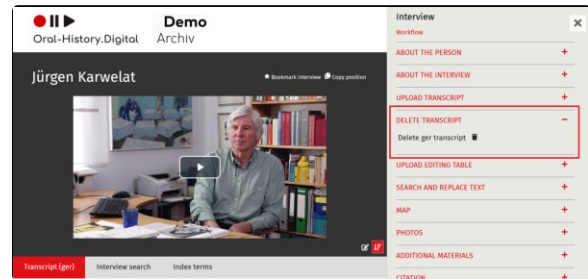 Oral-History.Digital
Demo
Archiv
Jürgen Karwelat
Bookmark interview
Copy position
Transcript (ger)
Interview search
Index terms
Interview
Workflow
ABOUT THE PERSON +
ABOUT THE INTERVIEW +
UPLOAD TRANSCRIPT +
DELETE TRANSCRIPT −
Delete ger transcript
UPLOAD EDITING TABLE +
SEARCH AND REPLACE TEXT +
MAP +
PHOTOS +
ADDITIONAL MATERIALS +
CITATION +